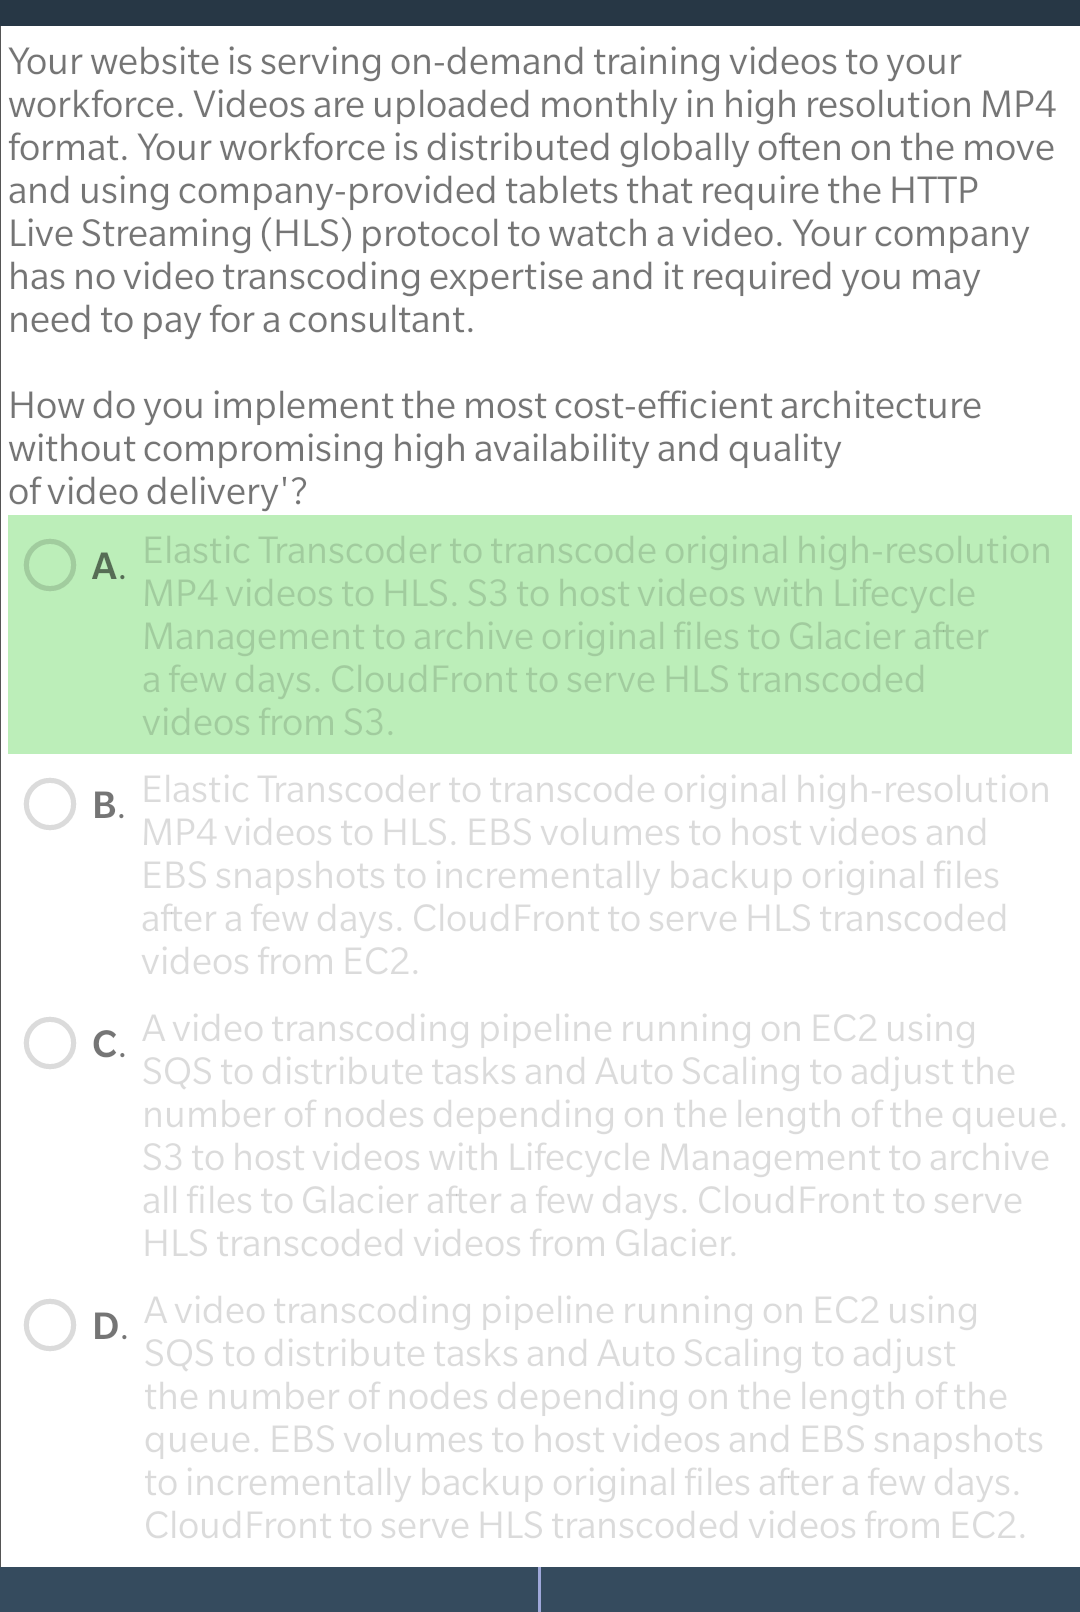 Your website is serving on-demand training videos to your
workforce. Videos are uploaded monthly in high resolution MP4
format. Your workforce is distributed globally often on the move
and using company-provided tablets that require the HTTP
Live Streaming (HLS) protocol to watch a video. Your company
has no video transcoding expertise and it required you may
need to pay for a consultant.
How do you implement the most cost-efficient architecture
without compromising high availability and quality
of video delivery'?
A. Elastic Transcoder to transcode original high-resolution
MP4 videos to HLS. S3 to host videos with Lifecycle
Management to archive original files to Glacier after
a few days. CloudFront to serve HLS transcoded
videos from S3.
B. Elastic Transcoder to transcode original high-resolution
MP4 videos to HLS. EBS volumes to host videos and
EBS snapshots to incrementally backup original files
after a few days. CloudFront to serve HLS transcoded
videos from EC2.
C. A video transcoding pipeline running on EC2 using
SQS to distribute tasks and Auto Scaling to adjust the
number of nodes depending on the length of the queue.
S3 to host videos with Lifecycle Management to archive
all files to Glacier after a few days. CloudFront to serve
HLS transcoded videos from Glacier.
D. A video transcoding pipeline running on EC2 using
SQS to distribute tasks and Auto Scaling to adjust
the number of nodes depending on the length of the
queue. EBS volumes to host videos and EBS snapshots
to incrementally backup original files after a few days.
CloudFront to serve HLS transcoded videos from EC2.